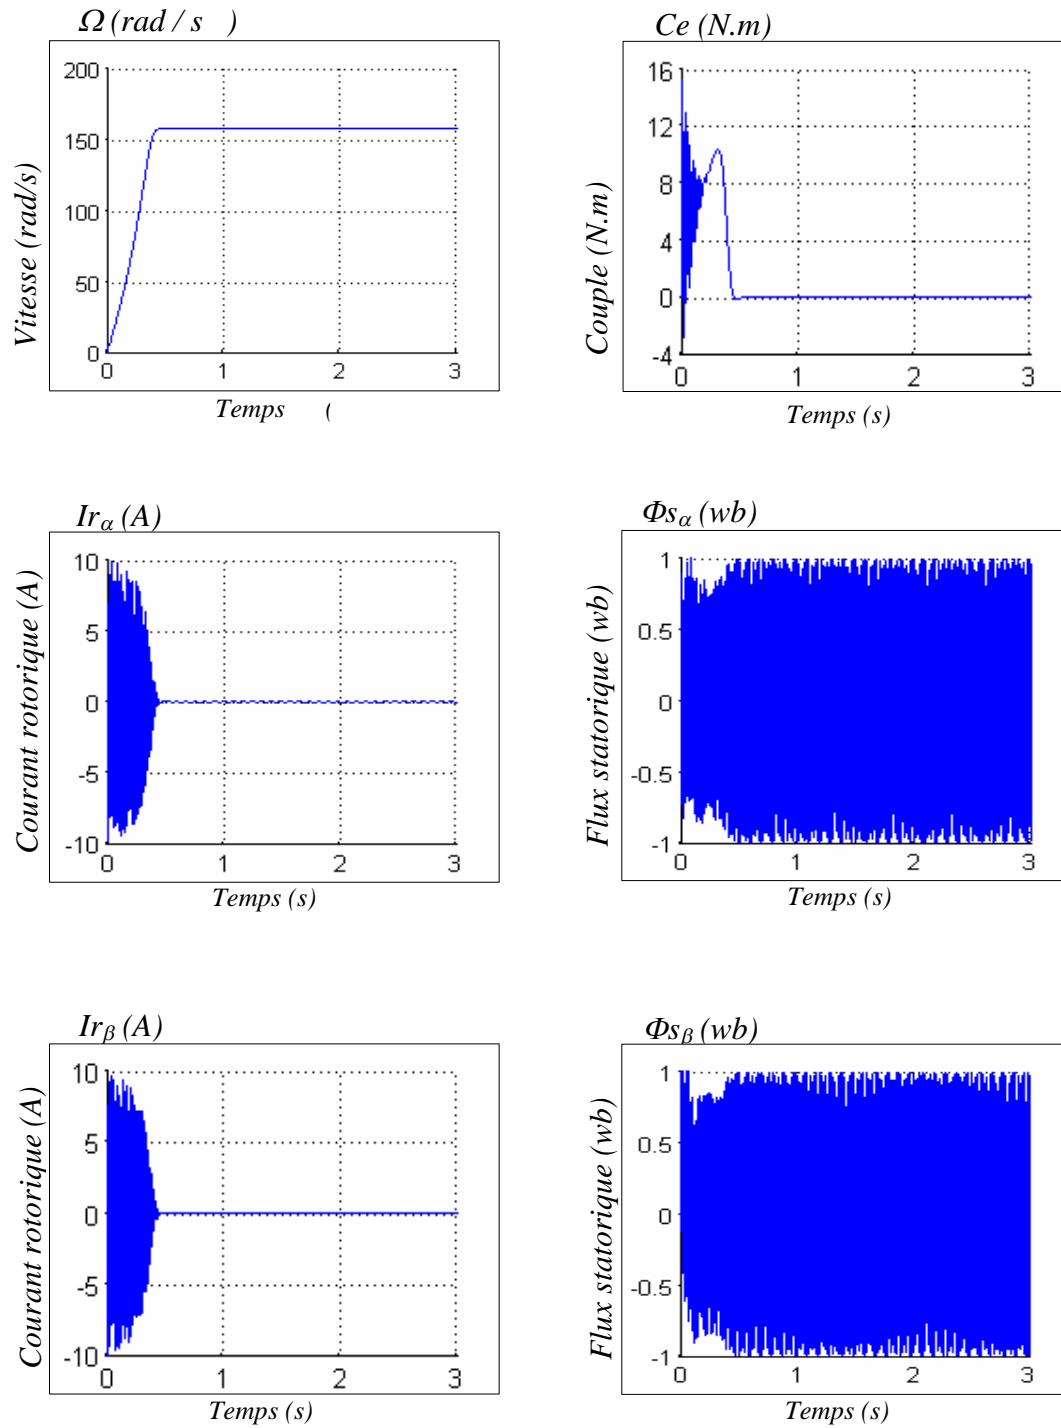 Ω (rad / s )
200
150
100
50
0
0 1 2 3
Vitesse (rad/s)
Temps (
Ce (N.m)
16
12
8
4
0
-4
0 1 2 3
Couple (N.m)
Temps (s)
Irα (A)
10
5
0
-5
-10
0 1 2 3
Courant rotorique (A)
Temps (s)
Φsα (wb)
1
0.5
0
-0.5
-1
0 1 2 3
Flux statorique (wb)
Temps (s)
Irβ (A)
10
5
0
-5
-10
0 1 2 3
Courant rotorique (A)
Temps (s)
Φsβ (wb)
1
0.5
0
-0.5
-1
0 1 2 3
Flux statorique (wb)
Temps (s)